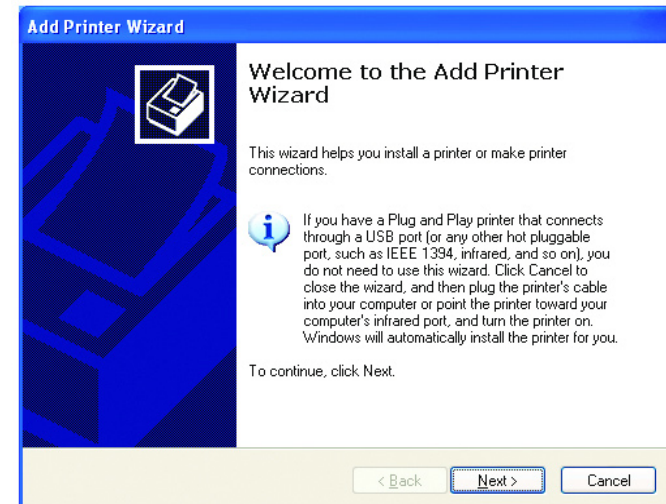 Add Printer Wizard
Welcome to the Add Printer
Wizard
This wizard helps you install a printer or make printer
connections.
If you have a Plug and Play printer that connects
through a USB port (or any other hot pluggable
port, such as IEEE 1394, infrared, and so on), you
do not need to use this wizard. Click Cancel to
close the wizard, and then plug the printer's cable
into your computer or point the printer toward your
computer's infrared port, and turn the printer on.
Windows will automatically install the printer for you.
To continue, click Next.
< Back Next > Cancel